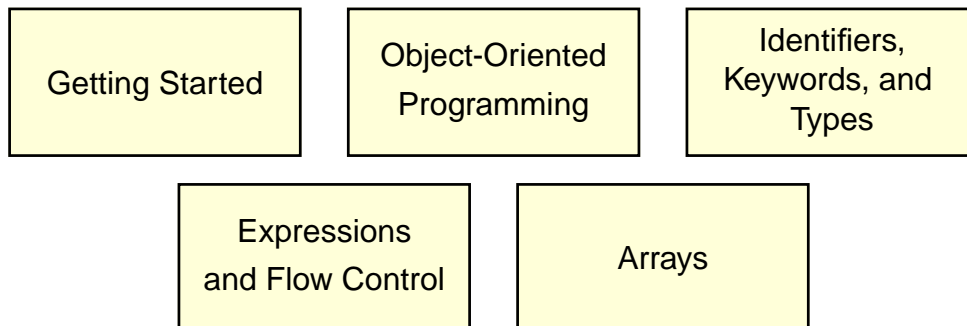 Getting Started
Object-Oriented
Programming
Identifiers,
Keywords, and
Types
Expressions
and Flow Control
Arrays